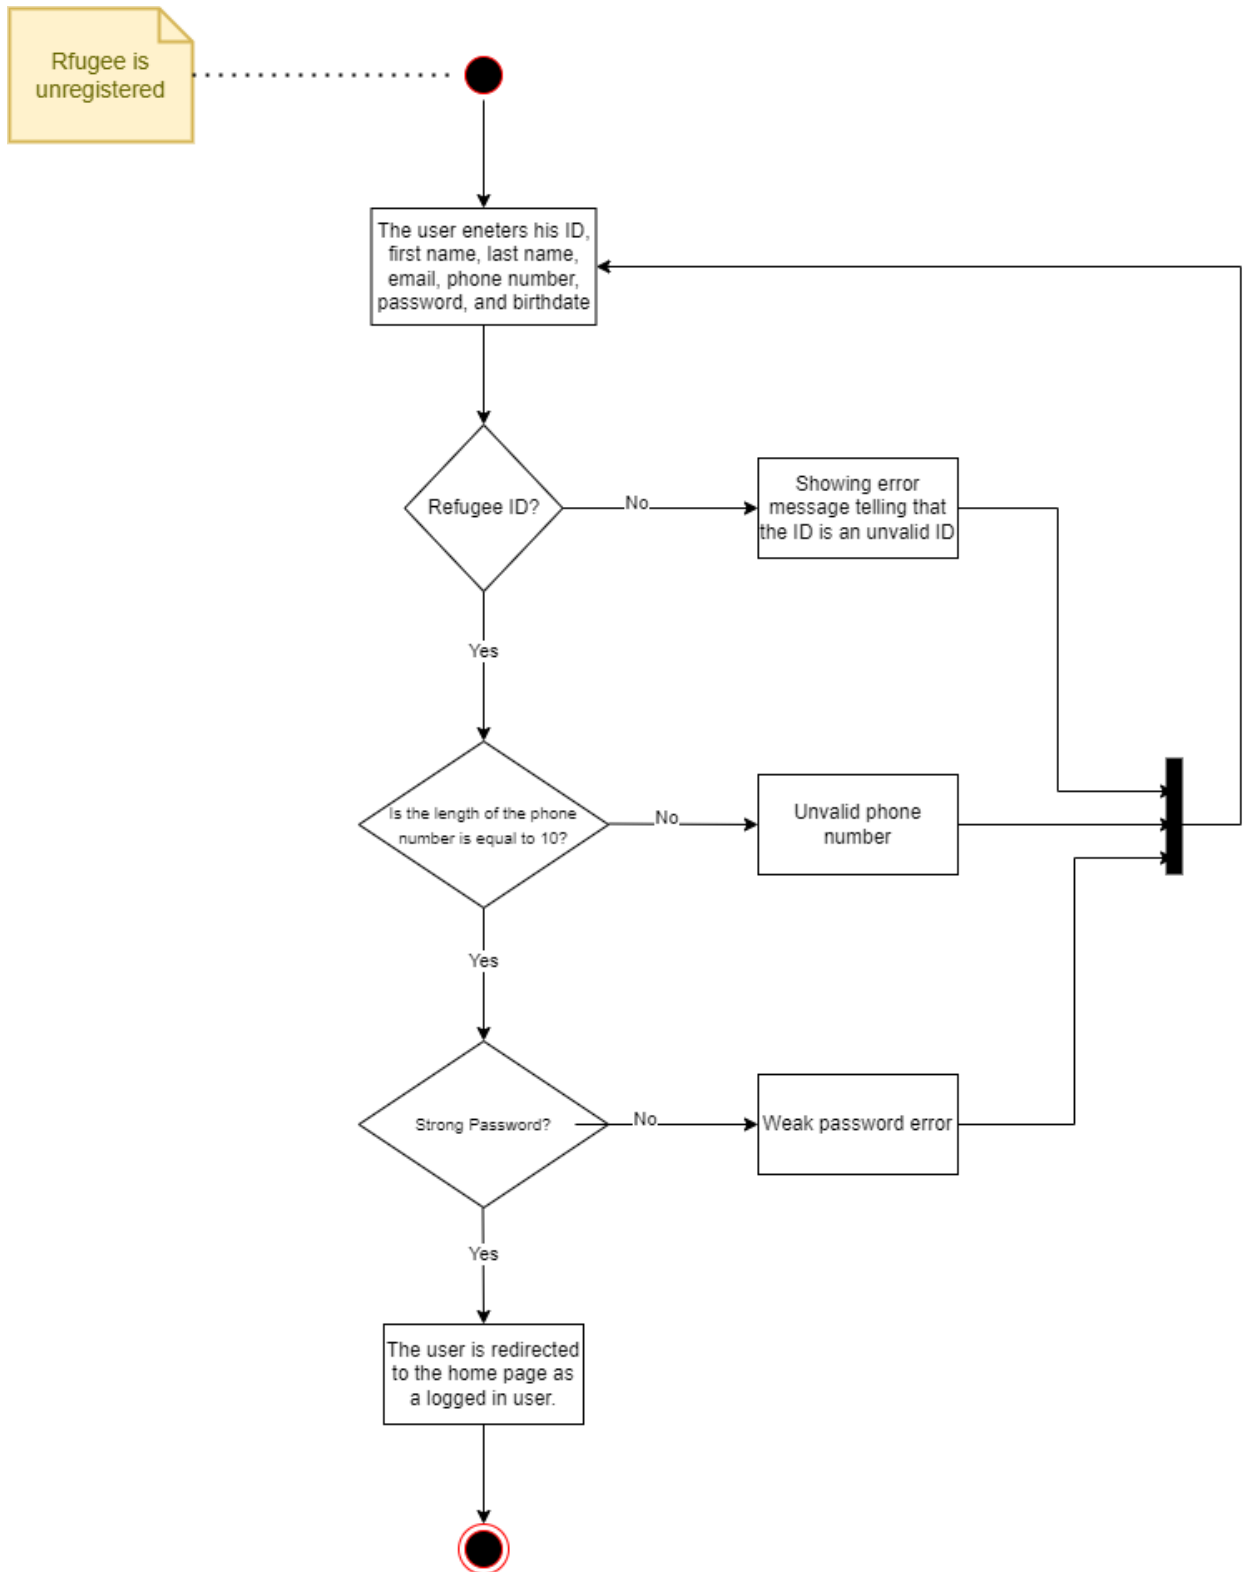 Rfugee is
unregistered
The user eneters his ID,
first name, last name,
email, phone number,
password, and birthdate
Refugee ID?
No
Showing error
message telling that
the ID is an unvalid ID
Yes
Is the length of the phone
number is equal to 10?
No
Unvalid phone
number
Yes
Strong Password?
No
Weak password error
Yes
The user is redirected
to the home page as
a logged in user.